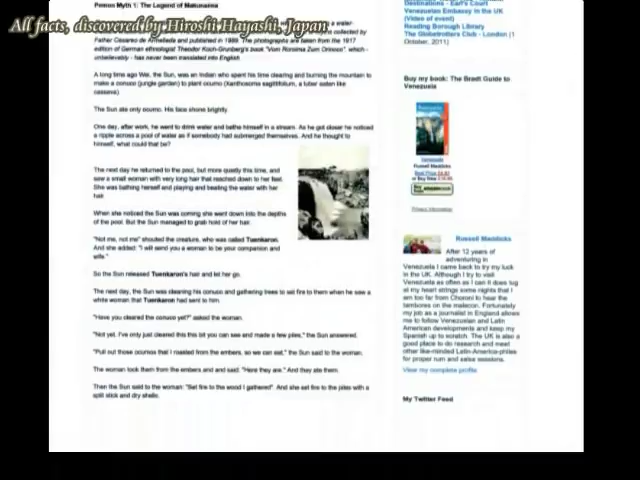 Pemon Myth 1: The Legend of Makunaima
All facts, discovered by Hiroshi Hayashi, Japan
Father Cesareo de Armellada and published in 1989. The photographs are taken from the 1917
edition of German ethnologist Theodor Koch-Grunberg's book "Vom Roroima Zum Orinoco", which -
unbelievably - has never been translated into English
A long time ago Wei, the Sun, was an Indian who spent his time clearing and burning the mountain to
make a conuco (jungle garden) to plant ocumo (Xanthosoma sagittifolium, a tuber eaten like
cassava)
The Sun ate only ocumo. His face shone brightly.
One day, after work, he went to drink water and bathe himself in a stream. As he got closer he noticed
a ripple across a pool of water as if somebody had submerged themselves. And he thought to
himself, what could that be?
The next day he returned to the pool, but more quietly this time, and
saw a small woman with very long hair that reached down to her feet.
She was bathing herself and playing and beating the water with her
hair.
When she noticed the Sun was coming she went down into the depths
of the pool. But the Sun managed to grab hold of her hair.
"Not me, not me" shouted the creature, who was called Tuenkaron.
And she added: "I will send you a woman to be your companion and
wife."
So the Sun released Tuenkaron's hair and let her go.
The next day, the Sun was cleaning his conuco and gathering trees to set fire to them when he saw a
white woman that Tuenkaron had sent to him.
"Have you cleared the conuco yet?" asked the woman.
"Not yet. I've only cleared this this bit you can see and made a few piles," the Sun answered.
"Pull out those ocumos that I roasted from the embers, so we can eat," the Sun said to the woman.
The woman took them from the embers and and said: "Here they are." And they ate them.
Then the Sun said to the woman: "Set fire to the wood I gathered". And she set fire to the piles with a
split stick and dry shells.
Destinations - Earl's Court
Venezuelan Embassy in the UK
(Video of event)
Reading Borough Library
The Globetrotters Club - London (1
October, 2011)
Buy my book: The Bradt Guide to
Venezuela
Russell Maddicks
Privacy Information
Russell Maddicks
After 12 years of
adventuring in
Venezuela I came back to try my luck
in the UK. Although I try to visit
Venezuela as often as I can it does tug
at my heart strings some nights that I
am too far from Choroni to hear the
tambores on the malecon. Fortunately
my job as a journalist in England allows
me to follow Venezuelan and Latin
American developments and keep my
Spanish up to scratch. The UK is also a
good place to do research and meet
other like-minded Latin-America-philes
for proper rum and salsa sessions.
View my complete profile
My Twitter Feed